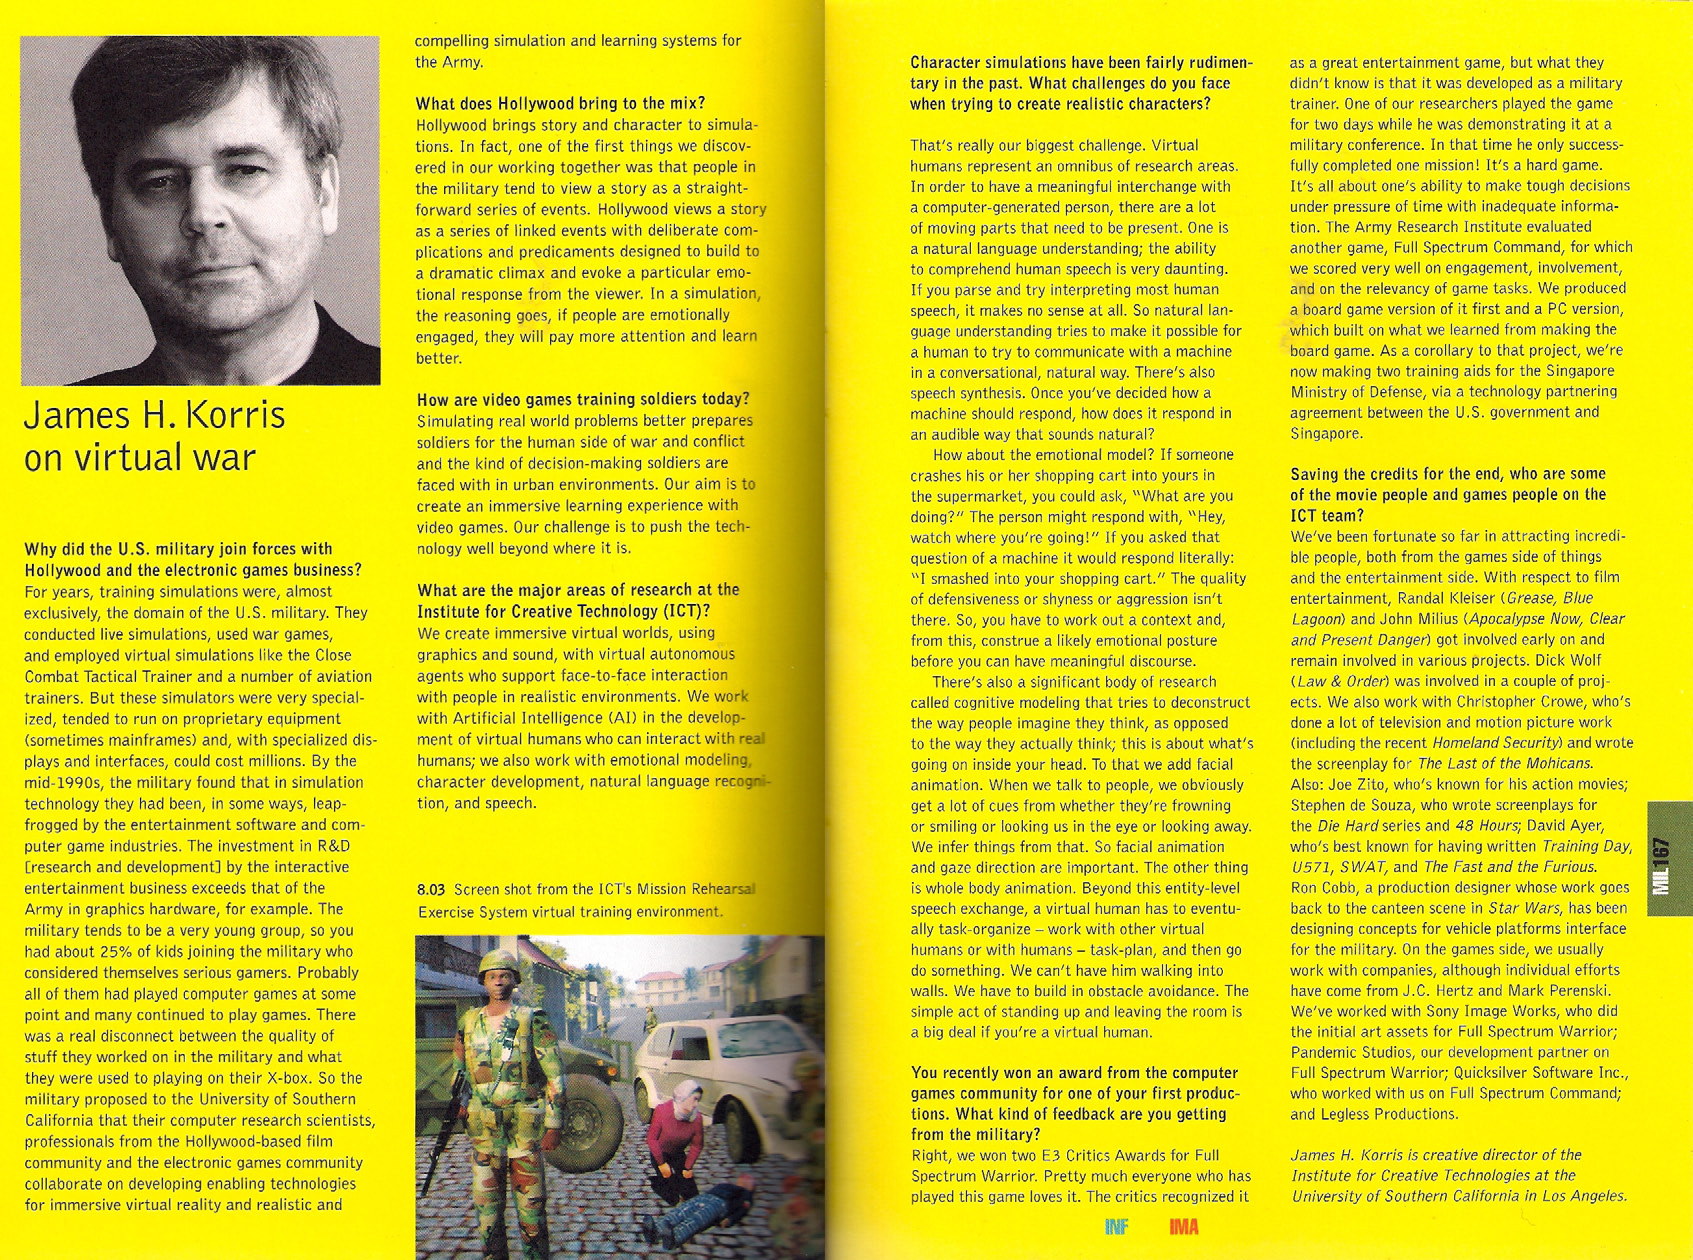 James H. Korris
on virtual war
Why did the U.S. military join forces with
Hollywood and the electronic games business?
For years, training simulations were, almost
exclusively, the domain of the U.S. military. They
conducted live simulations, used war games,
and employed virtual simulations like the Close
Combat Tactical Trainer and a number of aviation
trainers. But these simulators were very special-
ized, tended to run on proprietary equipment
(sometimes mainframes) and, with specialized dis-
plays and interfaces, could cost millions. By the
mid-1990s, the military found that in simulation
technology they had been, in some ways, leap-
frogged by the entertainment software and com-
puter game industries. The investment in R&D
[research and development] by the interactive
entertainment business exceeds that of the
Army in graphics hardware, for example. The
military tends to be a very young group, so you
had about 25% of kids joining the military who
considered themselves serious gamers. Probably
all of them had played computer games at some
point and many continued to play games. There
was a real disconnect between the quality of
stuff they worked on in the military and what
they were used to playing on their X-box. So the
military proposed to the University of Southern
California that their computer research scientists,
professionals from the Hollywood-based film
community and the electronic games community
collaborate on developing enabling technologies
for immersive virtual reality and realistic and
compelling simulation and learning systems for
the Army.
What does Hollywood bring to the mix?
Hollywood brings story and character to simula-
tions. In fact, one of the first things we discov-
ered in our working together was that people in
the military tend to view a story as a straight-
forward series of events. Hollywood views a story
as a series of linked events with deliberate com-
plications and predicaments designed to build to
a dramatic climax and evoke a particular emo-
tional response from the viewer. In a simulation,
the reasoning goes, if people are emotionally
engaged, they will pay more attention and learn
better.
How are video games training soldiers today?
Simulating real world problems better prepares
soldiers for the human side of war and conflict
and the kind of decision-making soldiers are
faced with in urban environments. Our aim is to
create an immersive learning experience with
video games. Our challenge is to push the tech-
nology well beyond where it is.
What are the major areas of research at the
Institute for Creative Technology (ICT)?
We create immersive virtual worlds, using
graphics and sound, with virtual autonomous
agents who support face-to-face interaction
with people in realistic environments. We work
with Artificial Intelligence (AI) in the develop-
ment of virtual humans who can interact with real
humans; we also work with emotional modeling,
character development, natural language recogni-
tion, and speech.
8.03 Screen shot from the ICT's Mission Rehearsal
Exercise System virtual training environment.
Character simulations have been fairly rudimen-
tary in the past. What challenges do you face
when trying to create realistic characters?
That's really our biggest challenge. Virtual
humans represent an omnibus of research areas.
In order to have a meaningful interchange with
a computer-generated person, there are a lot
of moving parts that need to be present. One is
a natural language understanding; the ability
to comprehend human speech is very daunting.
If you parse and try interpreting most human
speech, it makes no sense at all. So natural lan-
guage understanding tries to make it possible for
a human to try to communicate with a machine
in a conversational, natural way. There's also
speech synthesis. Once you've decided how a
machine should respond, how does it respond in
an audible way that sounds natural?
How about the emotional model? If someone
crashes his or her shopping cart into yours in
the supermarket, you could ask, "What are you
doing?" The person might respond with, "Hey,
watch where you're going!" If you asked that
question of a machine it would respond literally:
"I smashed into your shopping cart." The quality
of defensiveness or shyness or aggression isn't
there. So, you have to work out a context and,
from this, construe a likely emotional posture
before you can have meaningful discourse.
There's also a significant body of research
called cognitive modeling that tries to deconstruct
the way people imagine they think, as opposed
to the way they actually think; this is about what's
going on inside your head. To that we add facial
animation. When we talk to people, we obviously
get a lot of cues from whether they're frowning
or smiling or looking us in the eye or looking away.
We infer things from that. So facial animation
and gaze direction are important. The other thing
is whole body animation. Beyond this entity-level
speech exchange, a virtual human has to eventu-
ally task-organize – work with other virtual
humans or with humans – task-plan, and then go
do something. We can't have him walking into
walls. We have to build in obstacle avoidance. The
simple act of standing up and leaving the room is
a big deal if you're a virtual human.
You recently won an award from the computer
games community for one of your first produc-
tions. What kind of feedback are you getting
from the military?
Right, we won two E3 Critics Awards for Full
Spectrum Warrior. Pretty much everyone who has
played this game loves it. The critics recognized it
as a great entertainment game, but what they
didn't know is that it was developed as a military
trainer. One of our researchers played the game
for two days while he was demonstrating it at a
military conference. In that time he only success-
fully completed one mission! It's a hard game.
It's all about one's ability to make tough decisions
under pressure of time with inadequate informa-
tion. The Army Research Institute evaluated
another game, Full Spectrum Command, for which
we scored very well on engagement, involvement,
and on the relevancy of game tasks. We produced
a board game version of it first and a PC version,
which built on what we learned from making the
board game. As a corollary to that project, we're
now making two training aids for the Singapore
Ministry of Defense, via a technology partnering
agreement between the U.S. government and
Singapore.
Saving the credits for the end, who are some
of the movie people and games people on the
ICT team?
We've been fortunate so far in attracting incredi-
ble people, both from the games side of things
and the entertainment side. With respect to film
entertainment, Randal Kleiser (Grease, Blue
Lagoon) and John Milius (Apocalypse Now, Clear
and Present Danger) got involved early on and
remain involved in various projects. Dick Wolf
(Law & Order) was involved in a couple of proj-
ects. We also work with Christopher Crowe, who's
done a lot of television and motion picture work
(including the recent Homeland Security) and wrote
the screenplay for The Last of the Mohicans.
Also: Joe Zito, who's known for his action movies;
Stephen de Souza, who wrote screenplays for
the Die Hard series and 48 Hours; David Ayer,
who's best known for having written Training Day,
U571, SWAT, and The Fast and the Furious.
Ron Cobb, a production designer whose work goes
back to the canteen scene in Star Wars, has been
designing concepts for vehicle platforms interface
for the military. On the games side, we usually
work with companies, although individual efforts
have come from J.C. Hertz and Mark Perenski.
We've worked with Sony Image Works, who did
the initial art assets for Full Spectrum Warrior;
Pandemic Studios, our development partner on
Full Spectrum Warrior; Quicksilver Software Inc.,
who worked with us on Full Spectrum Command;
and Legless Productions.
James H. Korris is creative director of the
Institute for Creative Technologies at the
University of Southern California in Los Angeles.
MIL167
INF IMA